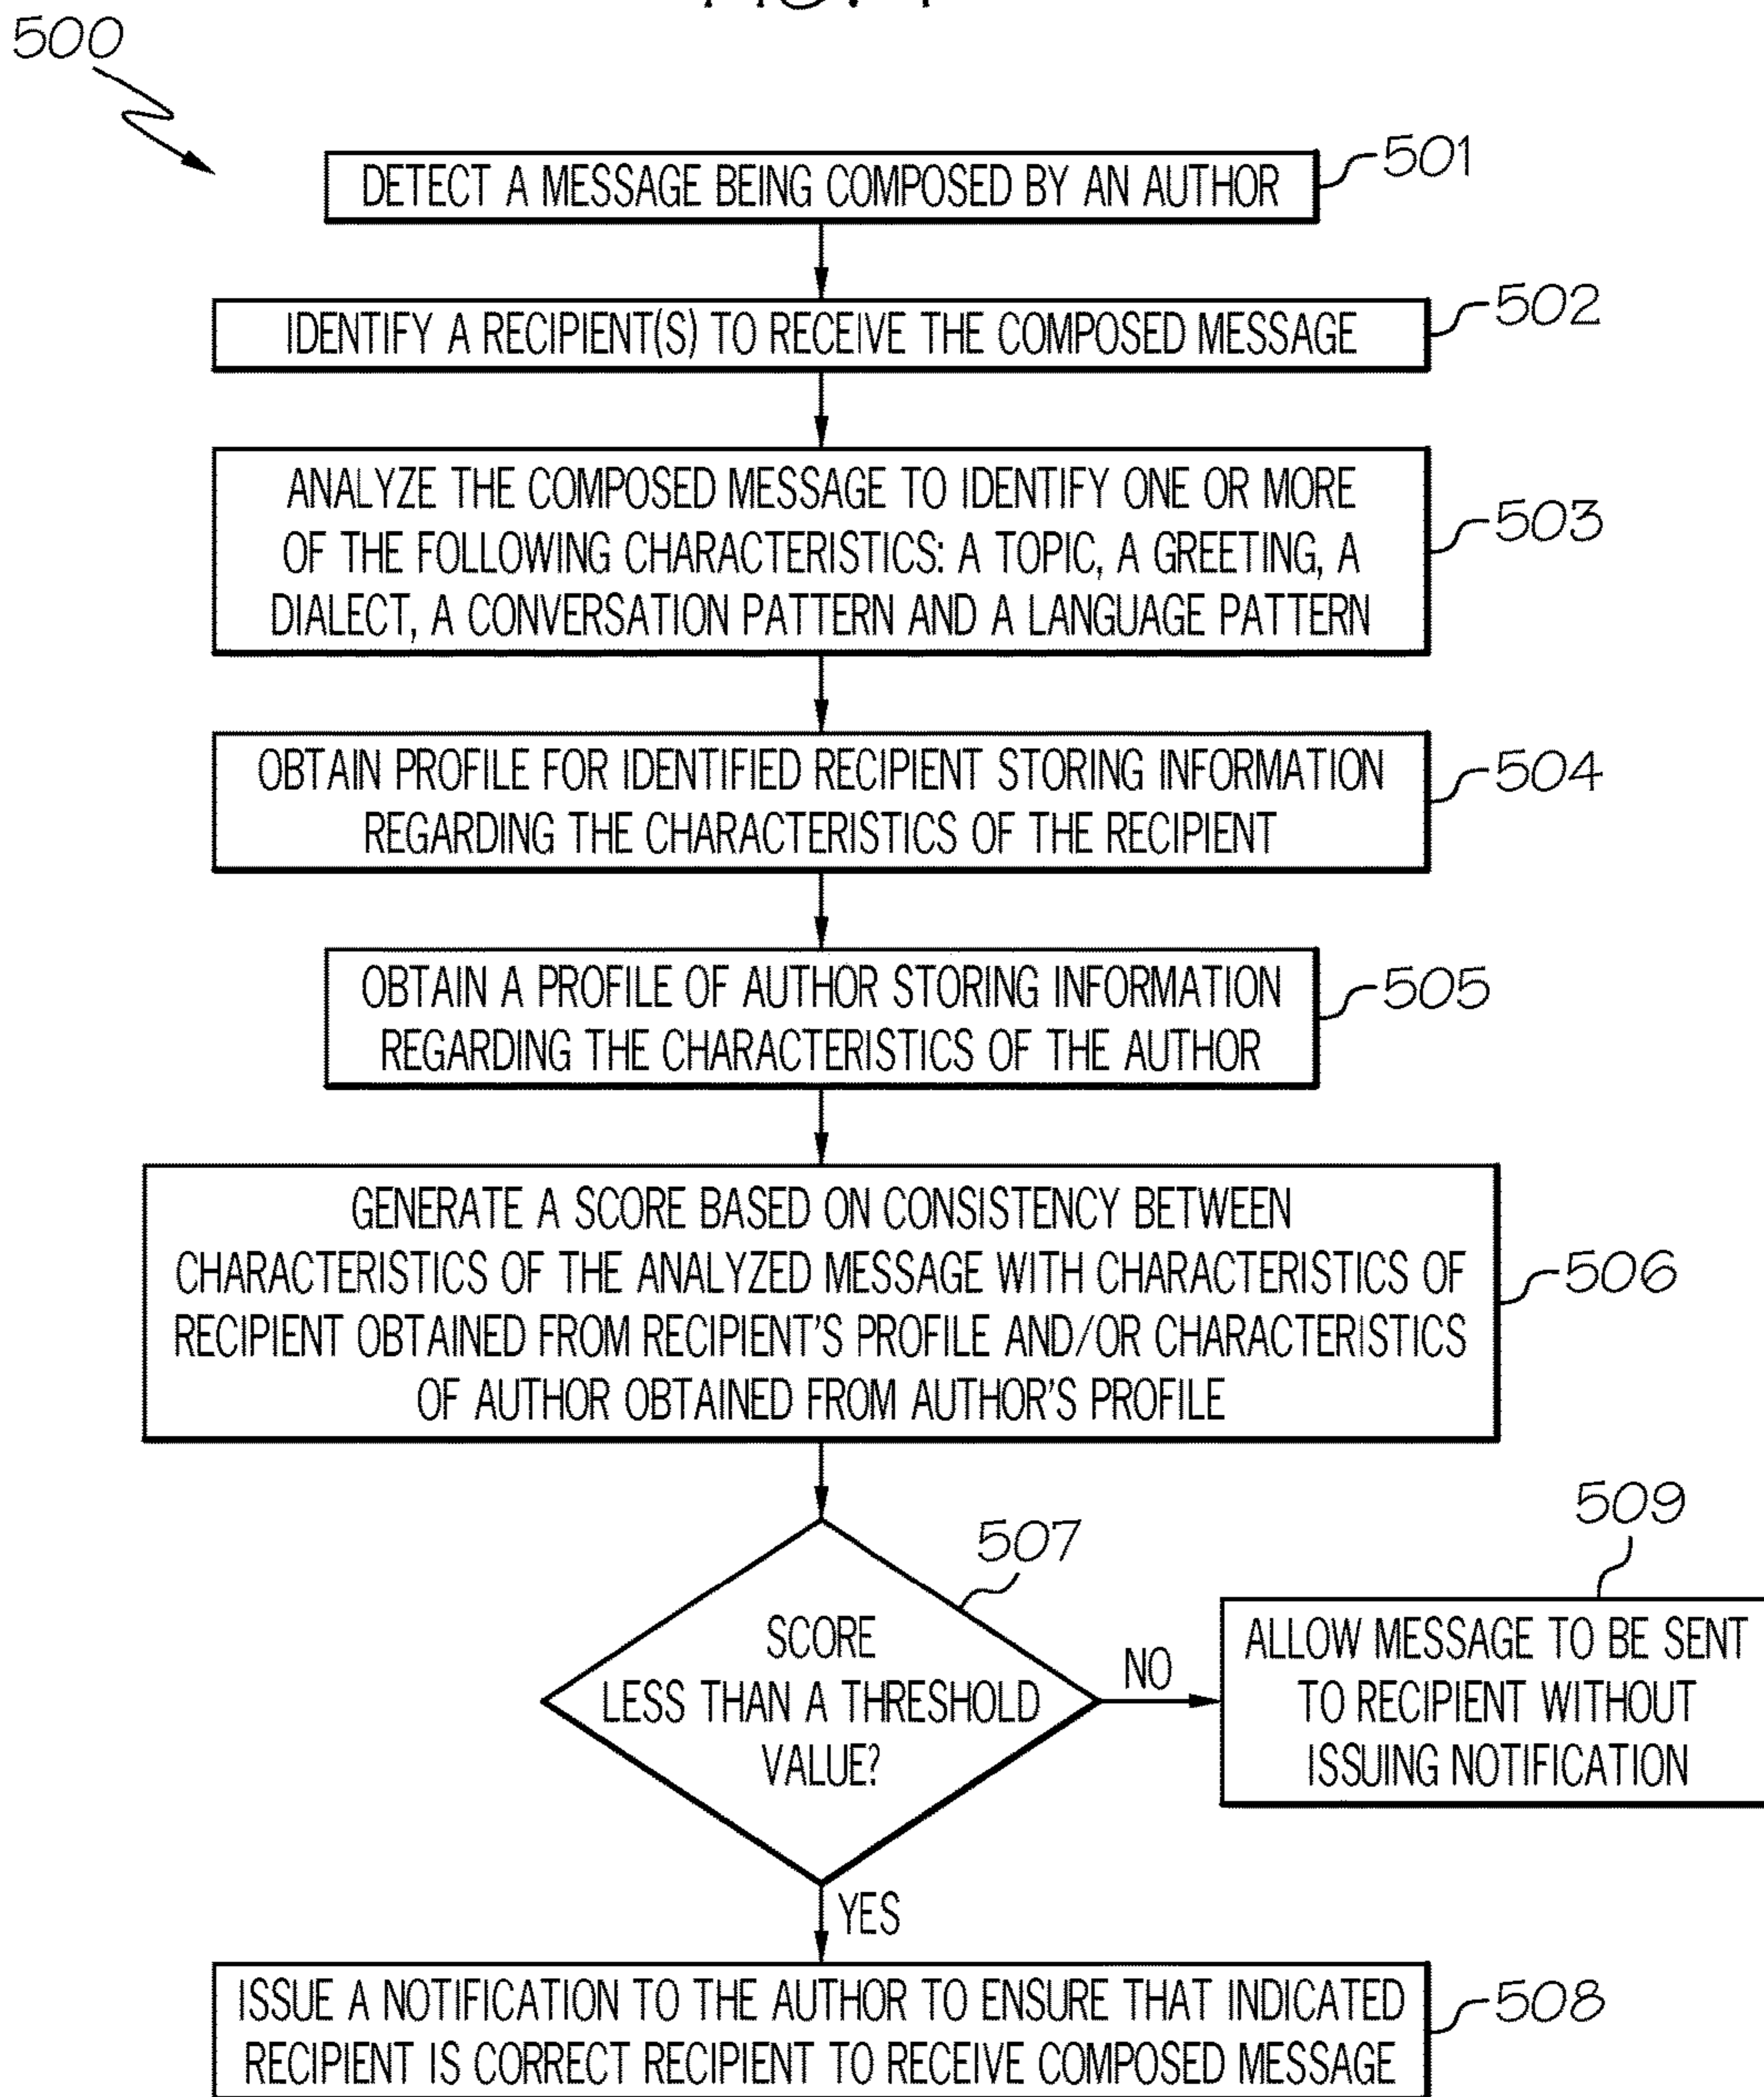 500
DETECT A MESSAGE BEING COMPOSED BY AN AUTHOR
501
IDENTIFY A RECIPIENT(S) TO RECEIVE THE COMPOSED MESSAGE
502
ANALYZE THE COMPOSED MESSAGE TO IDENTIFY ONE OR MORE
OF THE FOLLOWING CHARACTERISTICS: A TOPIC, A GREETING, A
DIALECT, A CONVERSATION PATTERN AND A LANGUAGE PATTERN
503
OBTAIN PROFILE FOR IDENTIFIED RECIPIENT STORING INFORMATION
REGARDING THE CHARACTERISTICS OF THE RECIPIENT
504
OBTAIN A PROFILE OF AUTHOR STORING INFORMATION
REGARDING THE CHARACTERISTICS OF THE AUTHOR
505
GENERATE A SCORE BASED ON CONSISTENCY BETWEEN
CHARACTERISTICS OF THE ANALYZED MESSAGE WITH CHARACTERISTICS OF
RECIPIENT OBTAINED FROM RECIPIENT'S PROFILE AND/OR CHARACTERISTICS
OF AUTHOR OBTAINED FROM AUTHOR'S PROFILE
506
507
SCORE
LESS THAN A THRESHOLD
VALUE?
NO
509
ALLOW MESSAGE TO BE SENT
TO RECIPIENT WITHOUT
ISSUING NOTIFICATION
YES
ISSUE A NOTIFICATION TO THE AUTHOR TO ENSURE THAT INDICATED
RECIPIENT IS CORRECT RECIPIENT TO RECEIVE COMPOSED MESSAGE
508